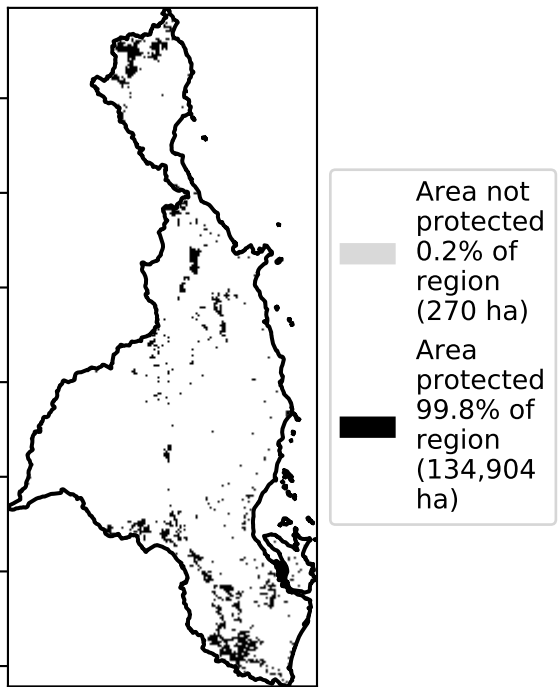 Area not
protected
0.2% of
region
(270 ha)
Area
protected
99.8% of
region
(134,904
ha)